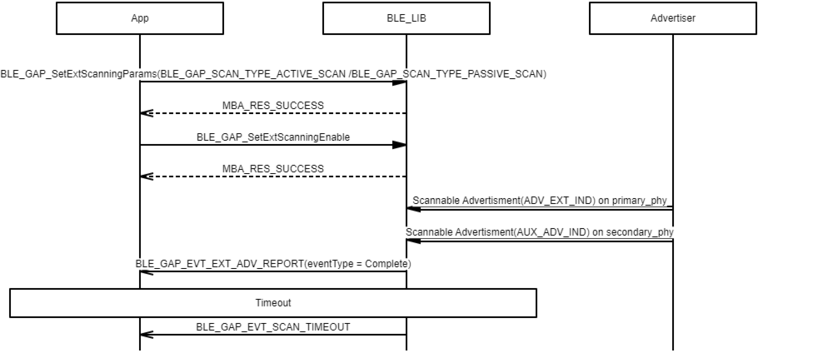 App
BLE_LIB
Advertiser
BLE_GAP_SetExtScanningParams(BLE_GAP_SCAN_TYPE_ACTIVE_SCAN /BLE_GAP_SCAN_TYPE_PASSIVE_SCAN)
MBA_RES_SUCCESS
BLE_GAP_SetExtScanningEnable
MBA_RES_SUCCESS
Scannable Advertisment(ADV_EXT_IND) on primary_phy
Scannable Advertisment(AUX_ADV_IND) on secondary_phy
BLE_GAP_EVT_EXT_ADV_REPORT(eventType = Complete)
Timeout
BLE_GAP_EVT_SCAN_TIMEOUT